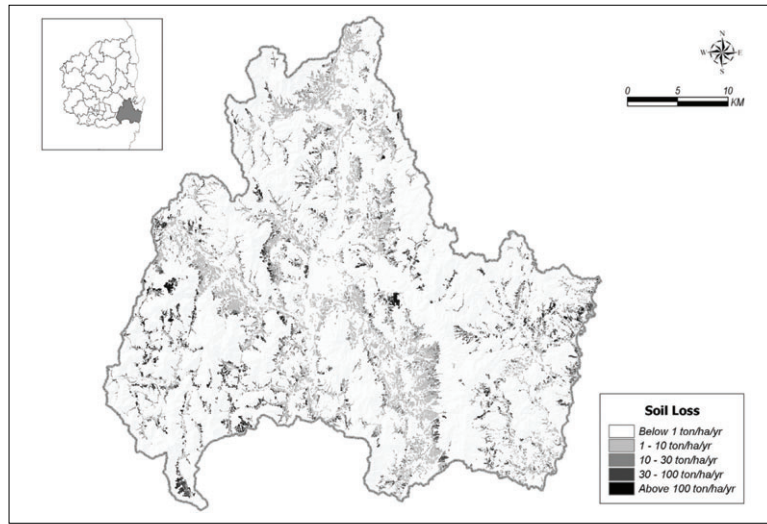 N
W E
S
0 5 10
KM
Soil Loss
Below 1 ton/ha/yr
1 - 10 ton/ha/yr
10 - 30 ton/ha/yr
30 - 100 ton/ha/yr
Above 100 ton/ha/yr